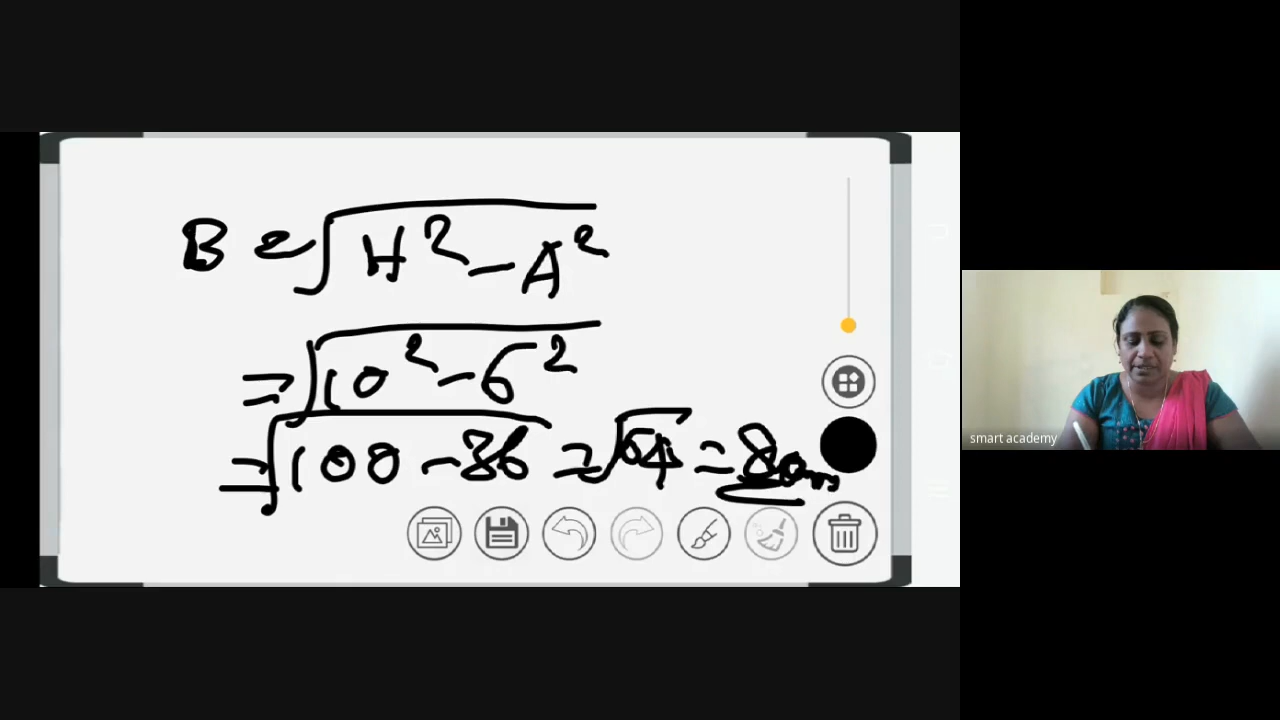 B = √H² - A²
= √10² - 6²
= √100 - 36 = √64 = 8cm
smart academy